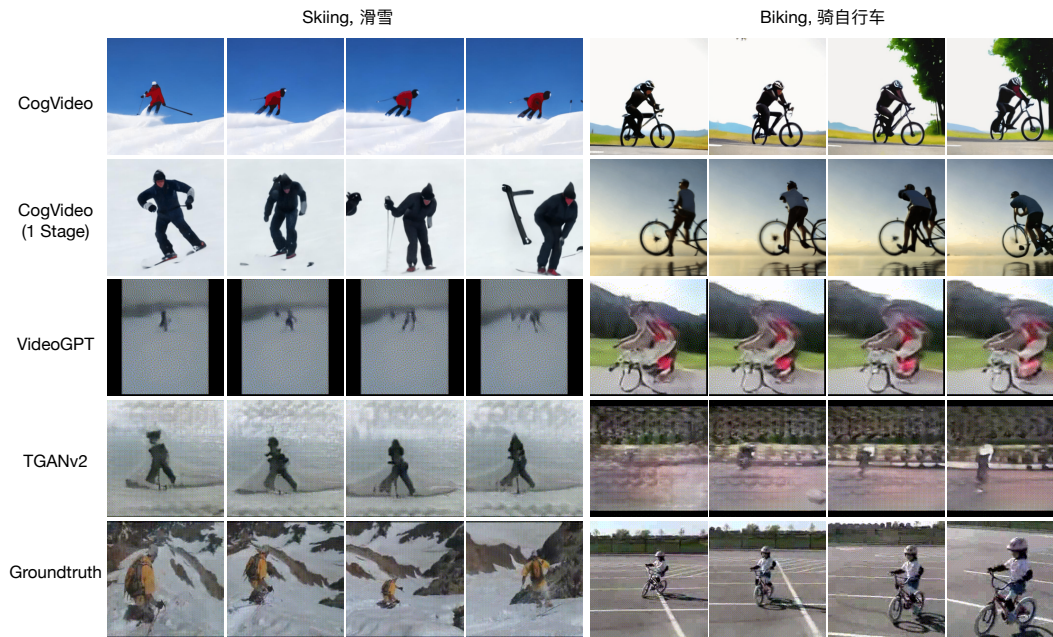 Skiing, 滑雪
Biking, 骑自行车
CogVideo
CogVideo
(1 Stage)
VideoGPT
TGANv2
Groundtruth